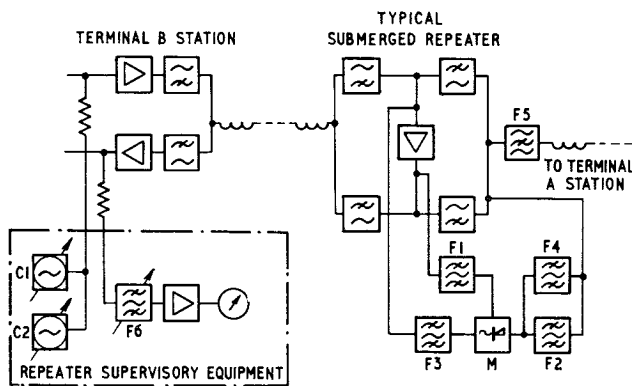 TERMINAL B STATION
TYPICAL
SUBMERGED REPEATER
F5
TO TERMINAL
A STATION
F1
F4
C1
C2
F6
F3
M
F2
REPEATER SUPERVISORY EQUIPMENT